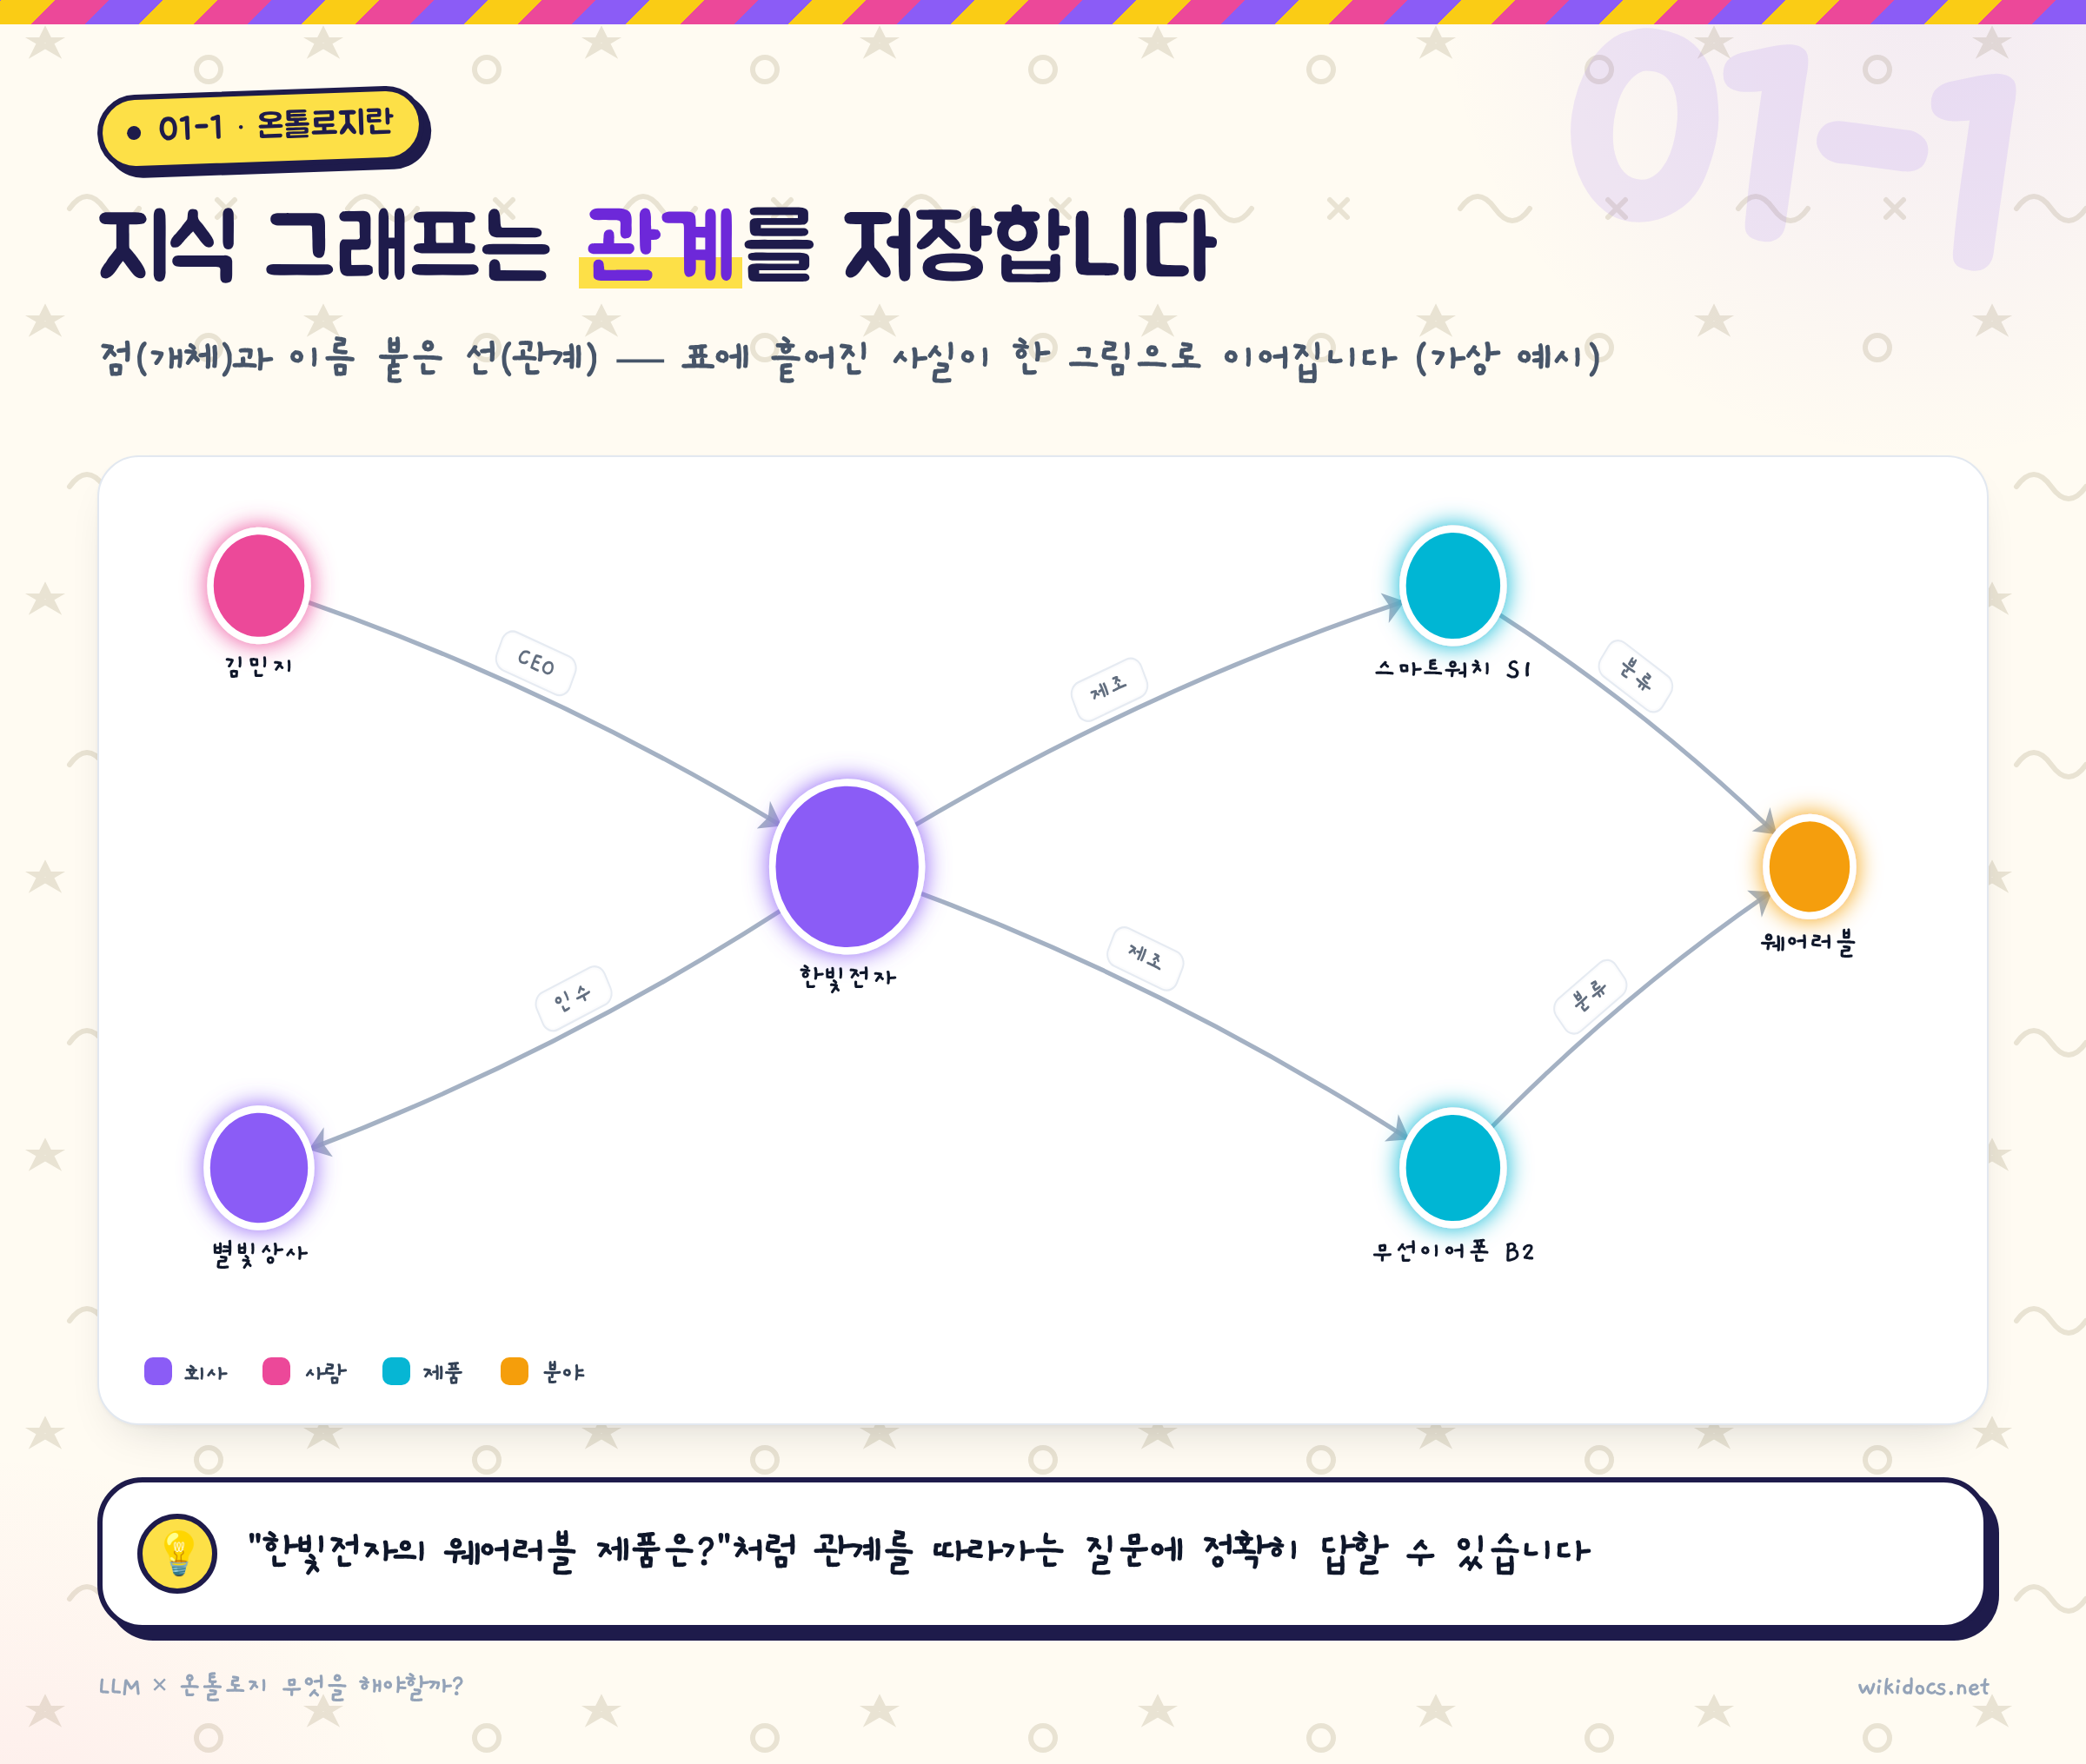 01-1
01-1 · 온톨로지란
지식 그래프는 관계를 저장합니다
점(개체)과 이름 붙은 선(관계) — 표에 흩어진 사실이 한 그림으로 이어집니다 (가상 예시)
김민지
CEO
제조
스마트워치 S1
분류
한빛전자
웨어러블
인수
제조
분류
별빛상사
무선이어폰 B2
회사 사람 제품 분야
"한빛전자의 웨어러블 제품은?"처럼 관계를 따라가는 질문에 정확히 답할 수 있습니다
LLM × 온톨로지 무엇을 해야할까?
wikidocs.net